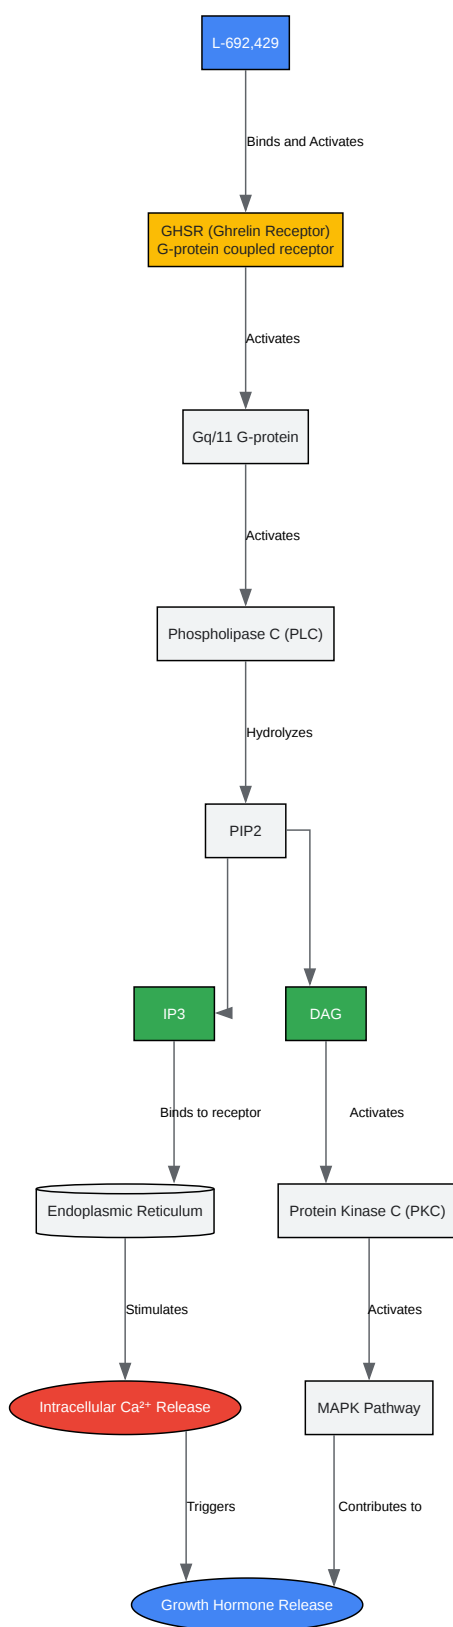 L-692,429
Binds and Activates
GHSR (Ghrelin Receptor)
G-protein coupled receptor
Activates
Gq/11 G-protein
Activates
Phospholipase C (PLC)
Hydrolyzes
PIP2
IP3
DAG
Binds to receptor
Activates
Endoplasmic Reticulum
Protein Kinase C (PKC)
Stimulates
Activates
Intracellular Ca²⁺ Release
MAPK Pathway
Triggers
Contributes to
Growth Hormone Release